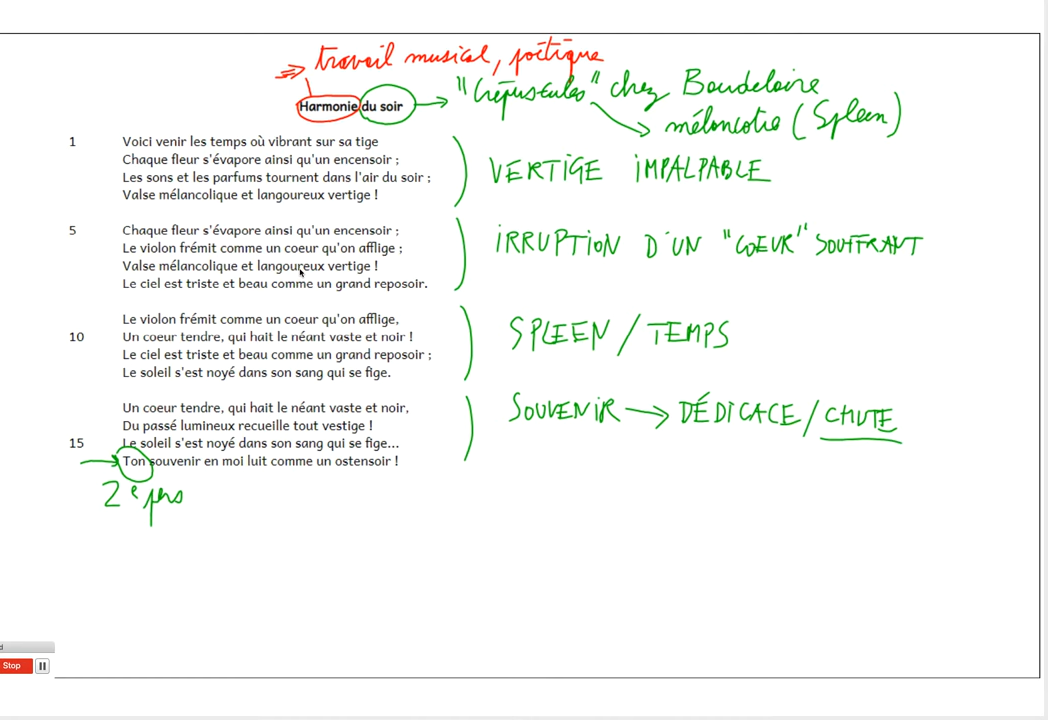 ⇒ travail musical, poétique
Harmonie du soir → "Crépuscules" chez Baudelaire
→ mélancolie (Spleen)
1 Voici venir les temps où vibrant sur sa tige
Chaque fleur s'évapore ainsi qu'un encensoir ;
Les sons et les parfums tournent dans l'air du soir ;
Valse mélancolique et langoureux vertige !
VERTIGE IMPALPABLE
5 Chaque fleur s'évapore ainsi qu'un encensoir ;
Le violon frémit comme un coeur qu'on afflige ;
Valse mélancolique et langoureux vertige !
Le ciel est triste et beau comme un grand reposoir.
IRRUPTION D'UN "COEUR" SOUFFRANT
Le violon frémit comme un coeur qu'on afflige,
10 Un coeur tendre, qui hait le néant vaste et noir !
Le ciel est triste et beau comme un grand reposoir ;
Le soleil s'est noyé dans son sang qui se fige.
SPLEEN / TEMPS
Un coeur tendre, qui hait le néant vaste et noir,
Du passé lumineux recueille tout vestige !
15 Le soleil s'est noyé dans son sang qui se fige...
Ton souvenir en moi luit comme un ostensoir !
SOUVENIR → DÉDICACE / CHUTE
2e pers
d
Stop